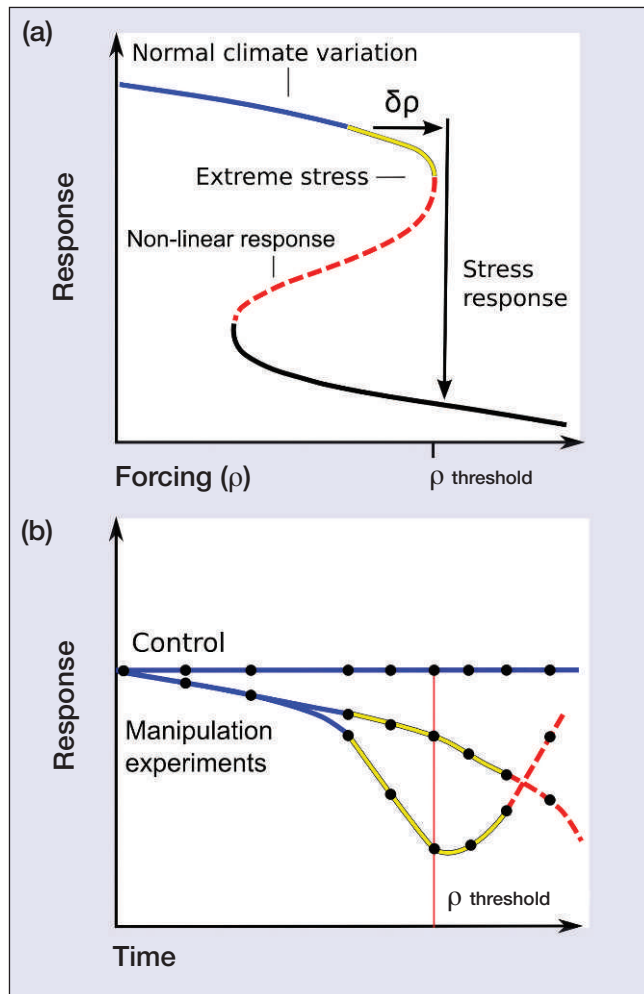 (a)
Normal climate variation
δρ
Extreme stress
Non-linear response
Stress
response
Response
Forcing (ρ)
ρ threshold
(b)
Control
Manipulation
experiments
Response
ρ threshold
Time